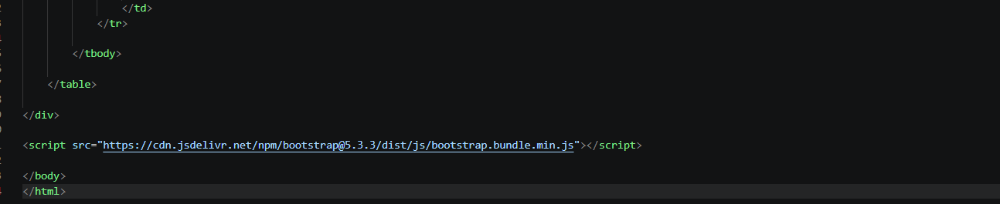 </td>
</tr>
</tbody>
</table>
</div>
<script src="https://cdn.jsdelivr.net/npm/bootstrap@5.3.3/dist/js/bootstrap.bundle.min.js"></script>
</body>
</html>